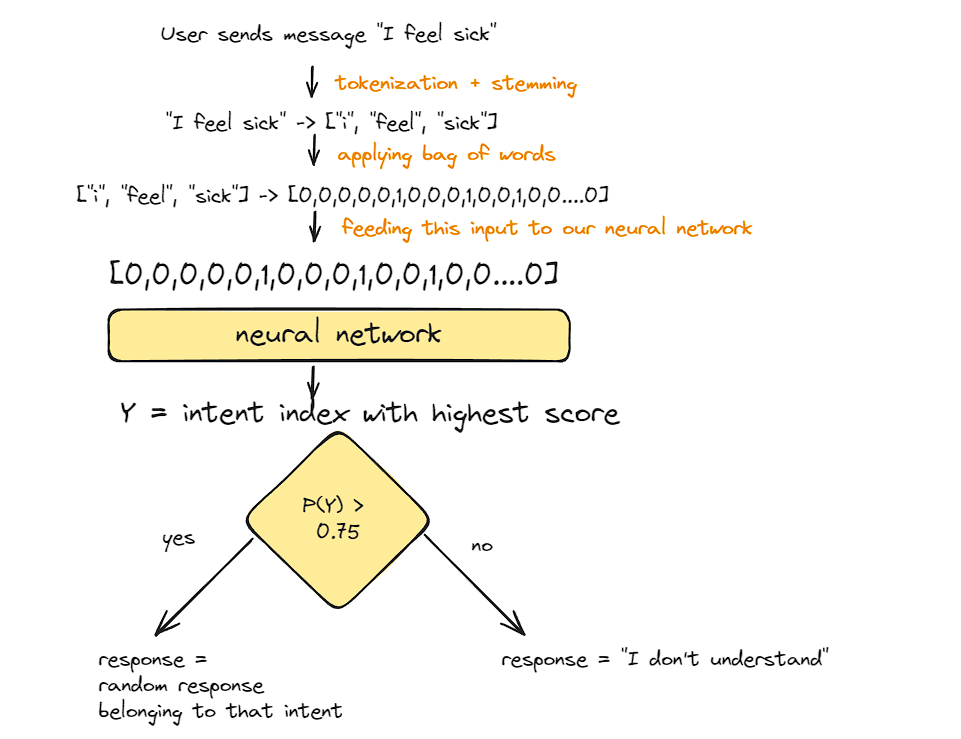 User sends message "I feel sick"
tokenization + stemming
"I feel sick" -> ["i", "feel", "sick"]
applying bag of words
["i", "feel", "sick"] -> [0,0,0,0,0,1,0,0,0,1,0,0,1,0,0....0]
feeding this input to our neural network
[0,0,0,0,0,1,0,0,0,1,0,0,1,0,0....0]
neural network
Y = intent index with highest score
P(Y) >
0.75
yes
no
response =
random response
belonging to that intent
response = "I don't understand"